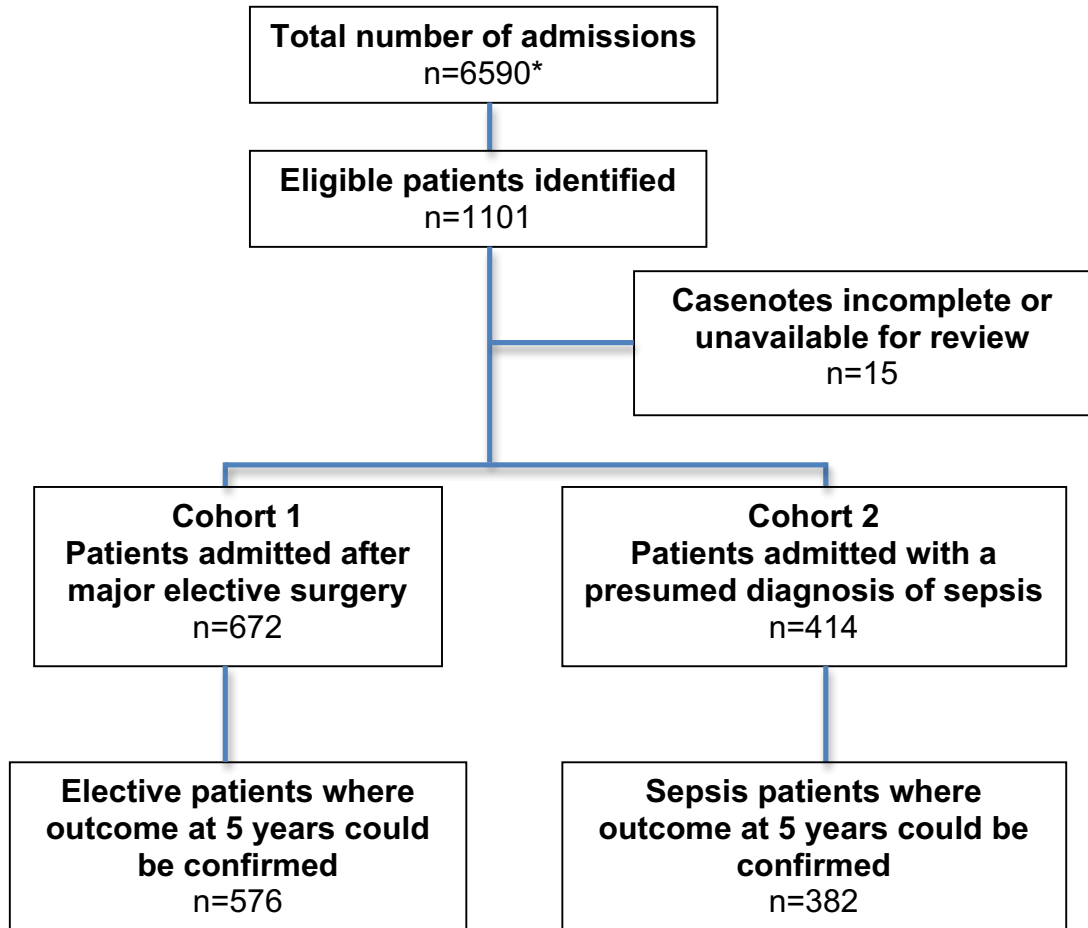 Total number of admissions
n=6590*
Eligible patients identified
n=1101
Casenotes incomplete or
unavailable for review
n=15
Cohort 1
Patients admitted after
major elective surgery
n=672
Cohort 2
Patients admitted with a
presumed diagnosis of sepsis
n=414
Elective patients where
outcome at 5 years could
be confirmed
n=576
Sepsis patients where
outcome at 5 years could be
confirmed
n=382